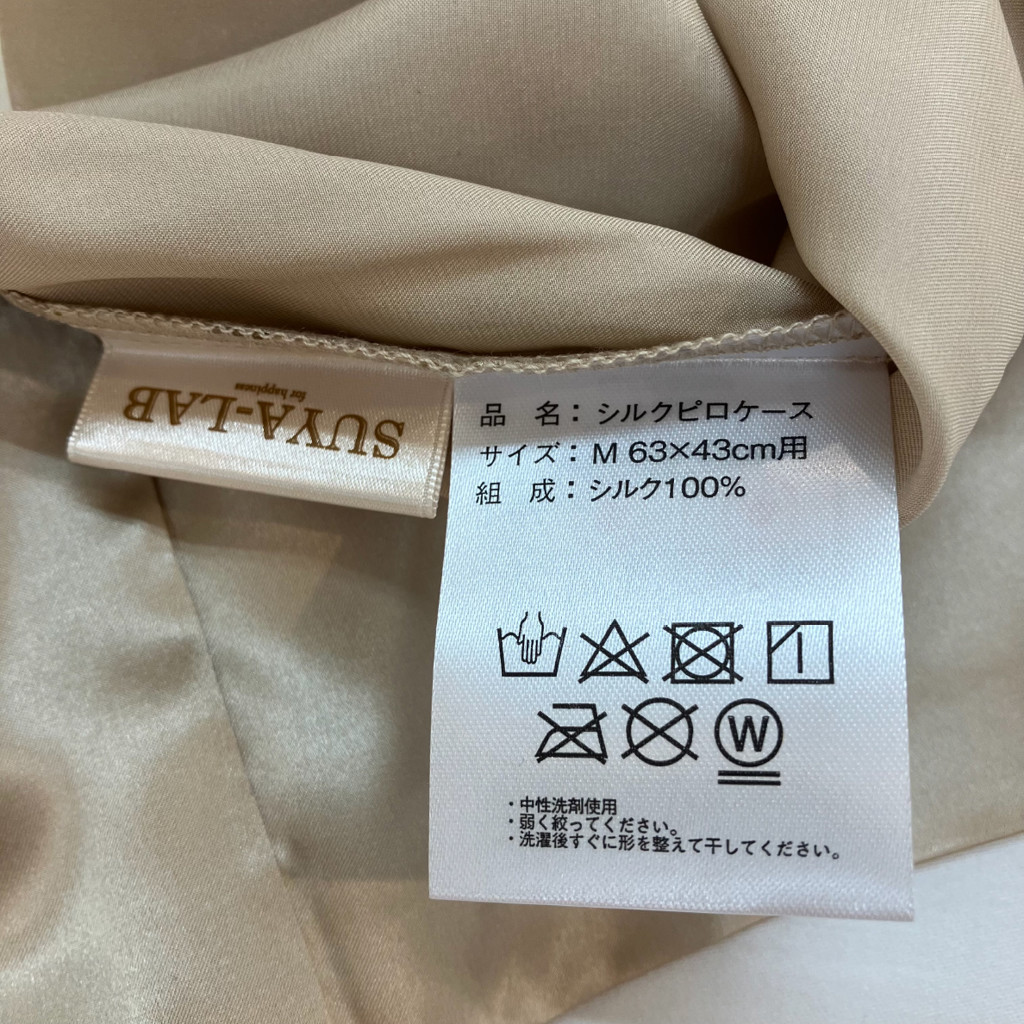 SUYA-LAB
for happiness
品 名：シルクピロケース
サイズ：M 63×43cm用
組 成：シルク100%
W
・中性洗剤使用
・弱く絞ってください。
・洗濯後すぐに形を整えて干してください。